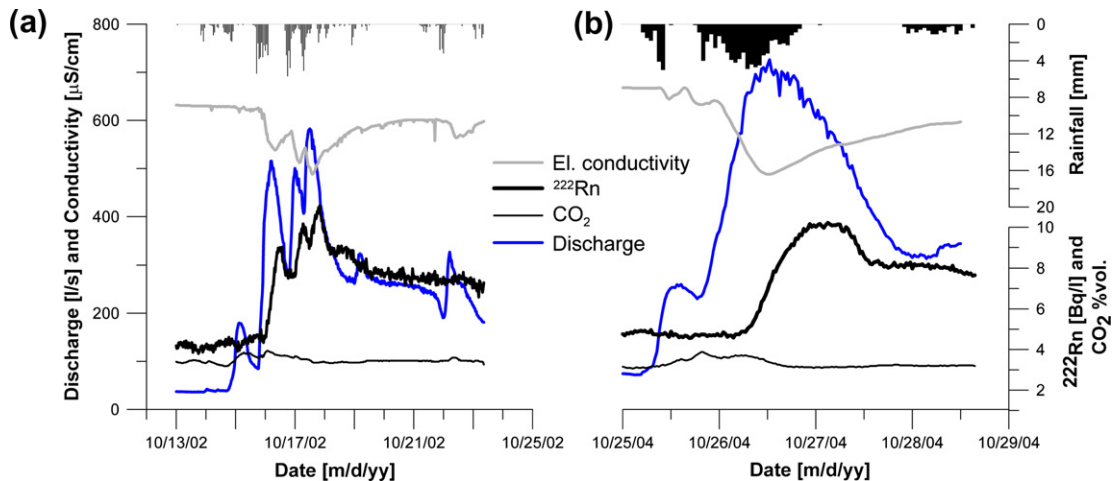 (a)
(b)
800
600
400
200
0
Discharge [l/s] and Conductivity [µS/cm]
10/13/02
10/17/02
10/21/02
10/25/02
Date [m/d/yy]
El. conductivity
²²²Rn
CO₂
Discharge
0
4
8
12
16
20
Rainfall [mm]
10
8
6
4
2
²²²Rn [Bq/l] and
CO₂ %vol.
10/25/04
10/26/04
10/27/04
10/28/04
10/29/04
Date [m/d/yy]